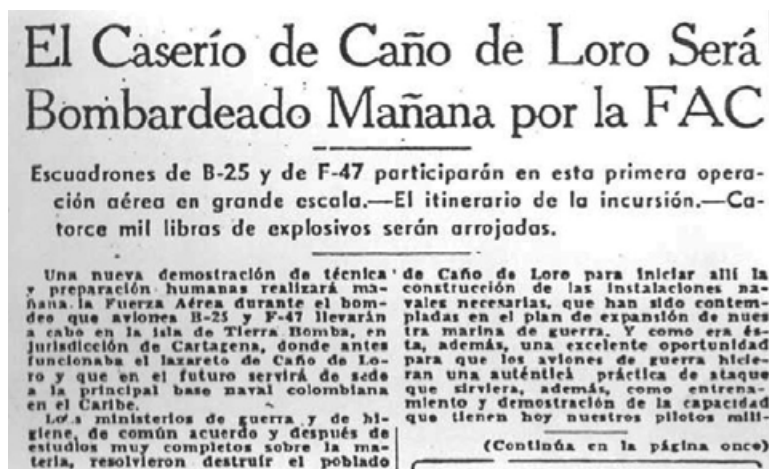 El Caserío de Caño de Loro Será
Bombardeado Mañana por la FAC
Escuadrones de B-25 y de F-47 participarán en esta primera opera-
ción aérea en grande escala.—El itinerario de la incursión.—Ca-
torce mil libras de explosivos serán arrojadas.
Una nueva demostración de técnica
y preparación humanas realizará ma-
ñana la Fuerza Aérea durante el bom-
deo que aviones B-25 y F-47 llevarán
a cabo en la isla de Tierra Bomba, en
jurisdicción de Cartagena, donde antes
funcionaba el lazareto de Caño de Lo-
ro y que en el futuro servirá de sede
a la principal base naval colombiana
en el Caribe.
Los ministerios de guerra y de hi-
giene, de común acuerdo y después de
estudios muy completos sobre la ma-
teria, resolvieron destruir el poblado
de Caño de Loro para iniciar allí la
construcción de las instalaciones na-
vales necesarias, que han sido contem-
pladas en el plan de expansión de nues
tra marina de guerra. Y como era és-
ta, además, una excelente oportunidad
para que los aviones de guerra hicie-
ran una auténtica práctica de ataque
que sirviera, además, como entrena-
miento y demostración de la capacidad
que tienen hoy nuestros pilotos mili-
(Continúa en la página once)